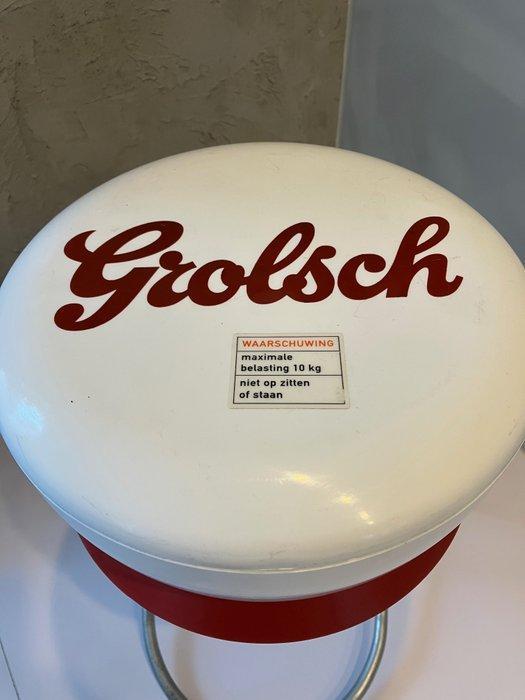 Grolsch
WAARSCHUWING
maximale
belasting 10 kg
niet op zitten
of staan